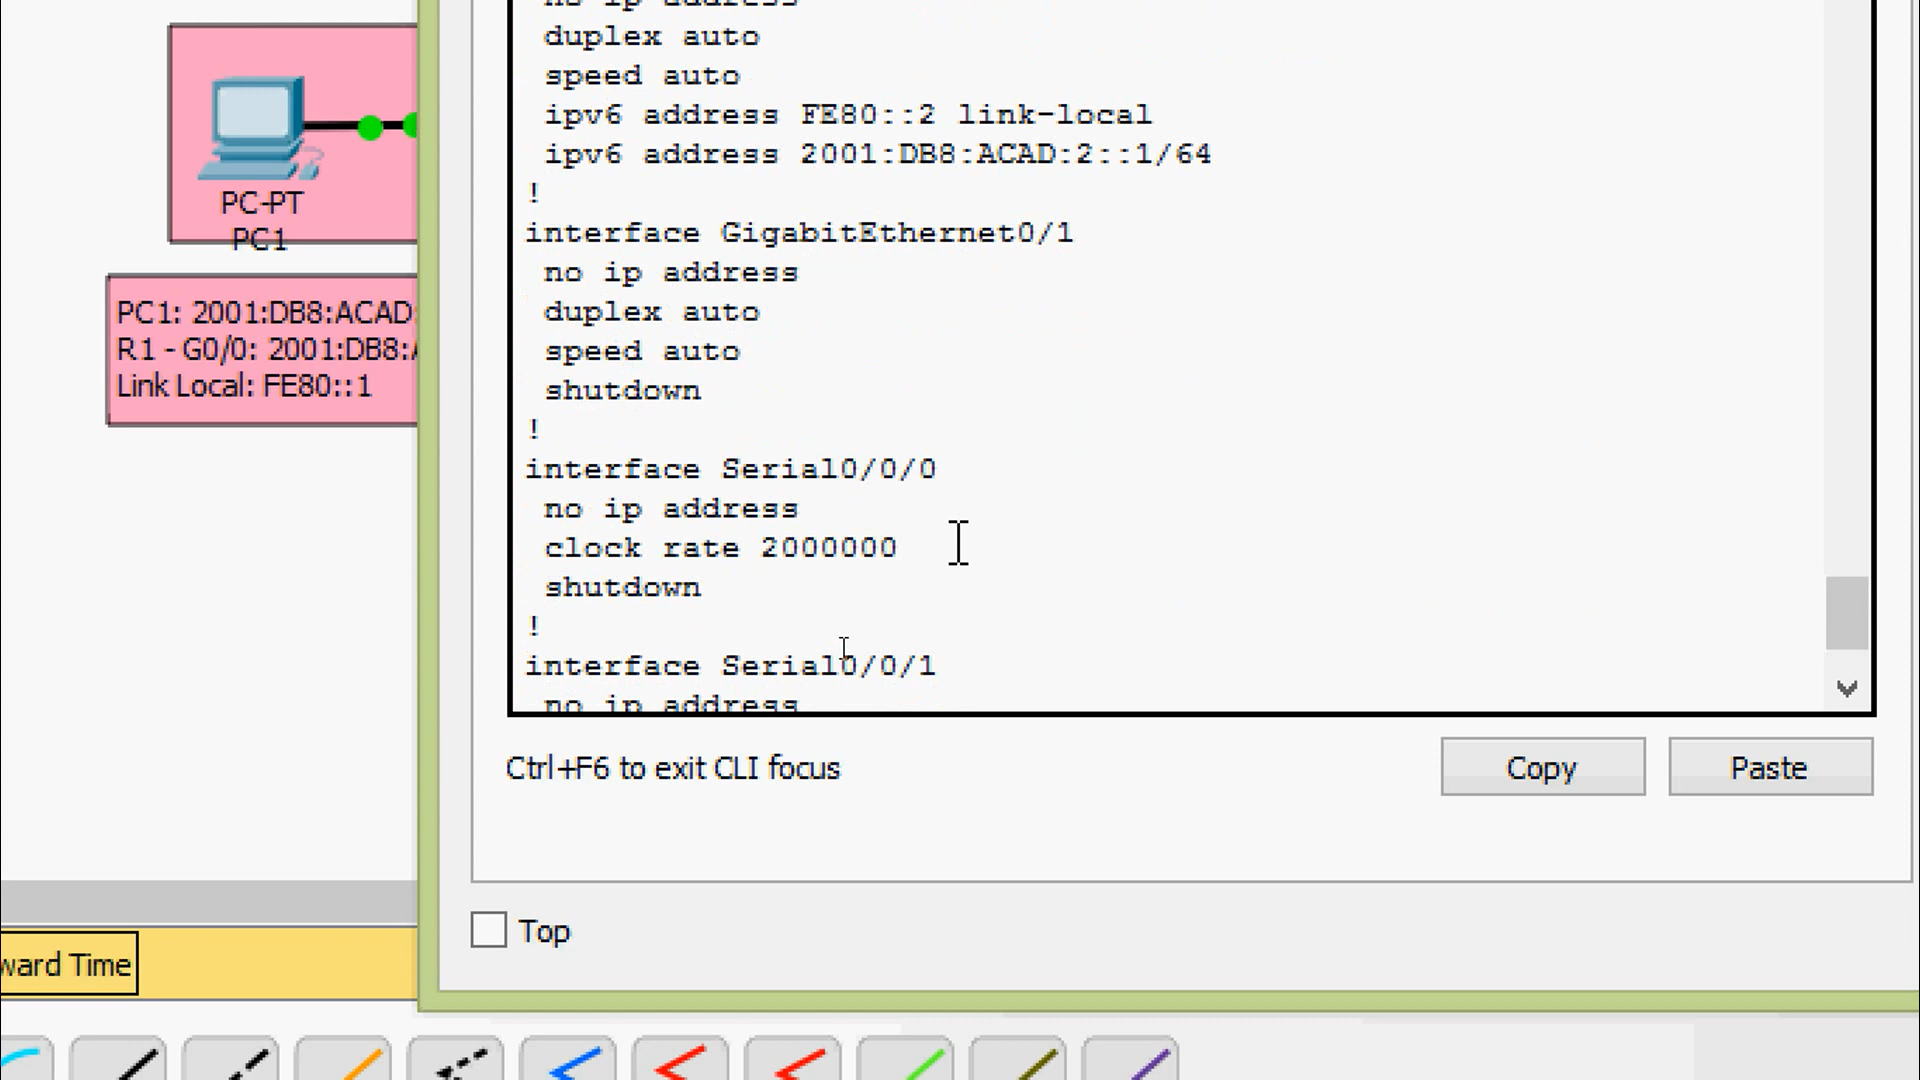 no ip address
duplex auto
speed auto
ipv6 address FE80::2 link-local
ipv6 address 2001:DB8:ACAD:2::1/64
!
interface GigabitEthernet0/1
no ip address
duplex auto
speed auto
shutdown
!
interface Serial0/0/0
no ip address
clock rate 2000000
shutdown
!
interface Serial0/0/1
no ip address
PC-PT
PC1
PC1: 2001:DB8:ACAD:
R1 - G0/0: 2001:DB8:
Link Local: FE80::1
Ctrl+F6 to exit CLI focus
Copy
Paste
Top
ward Time